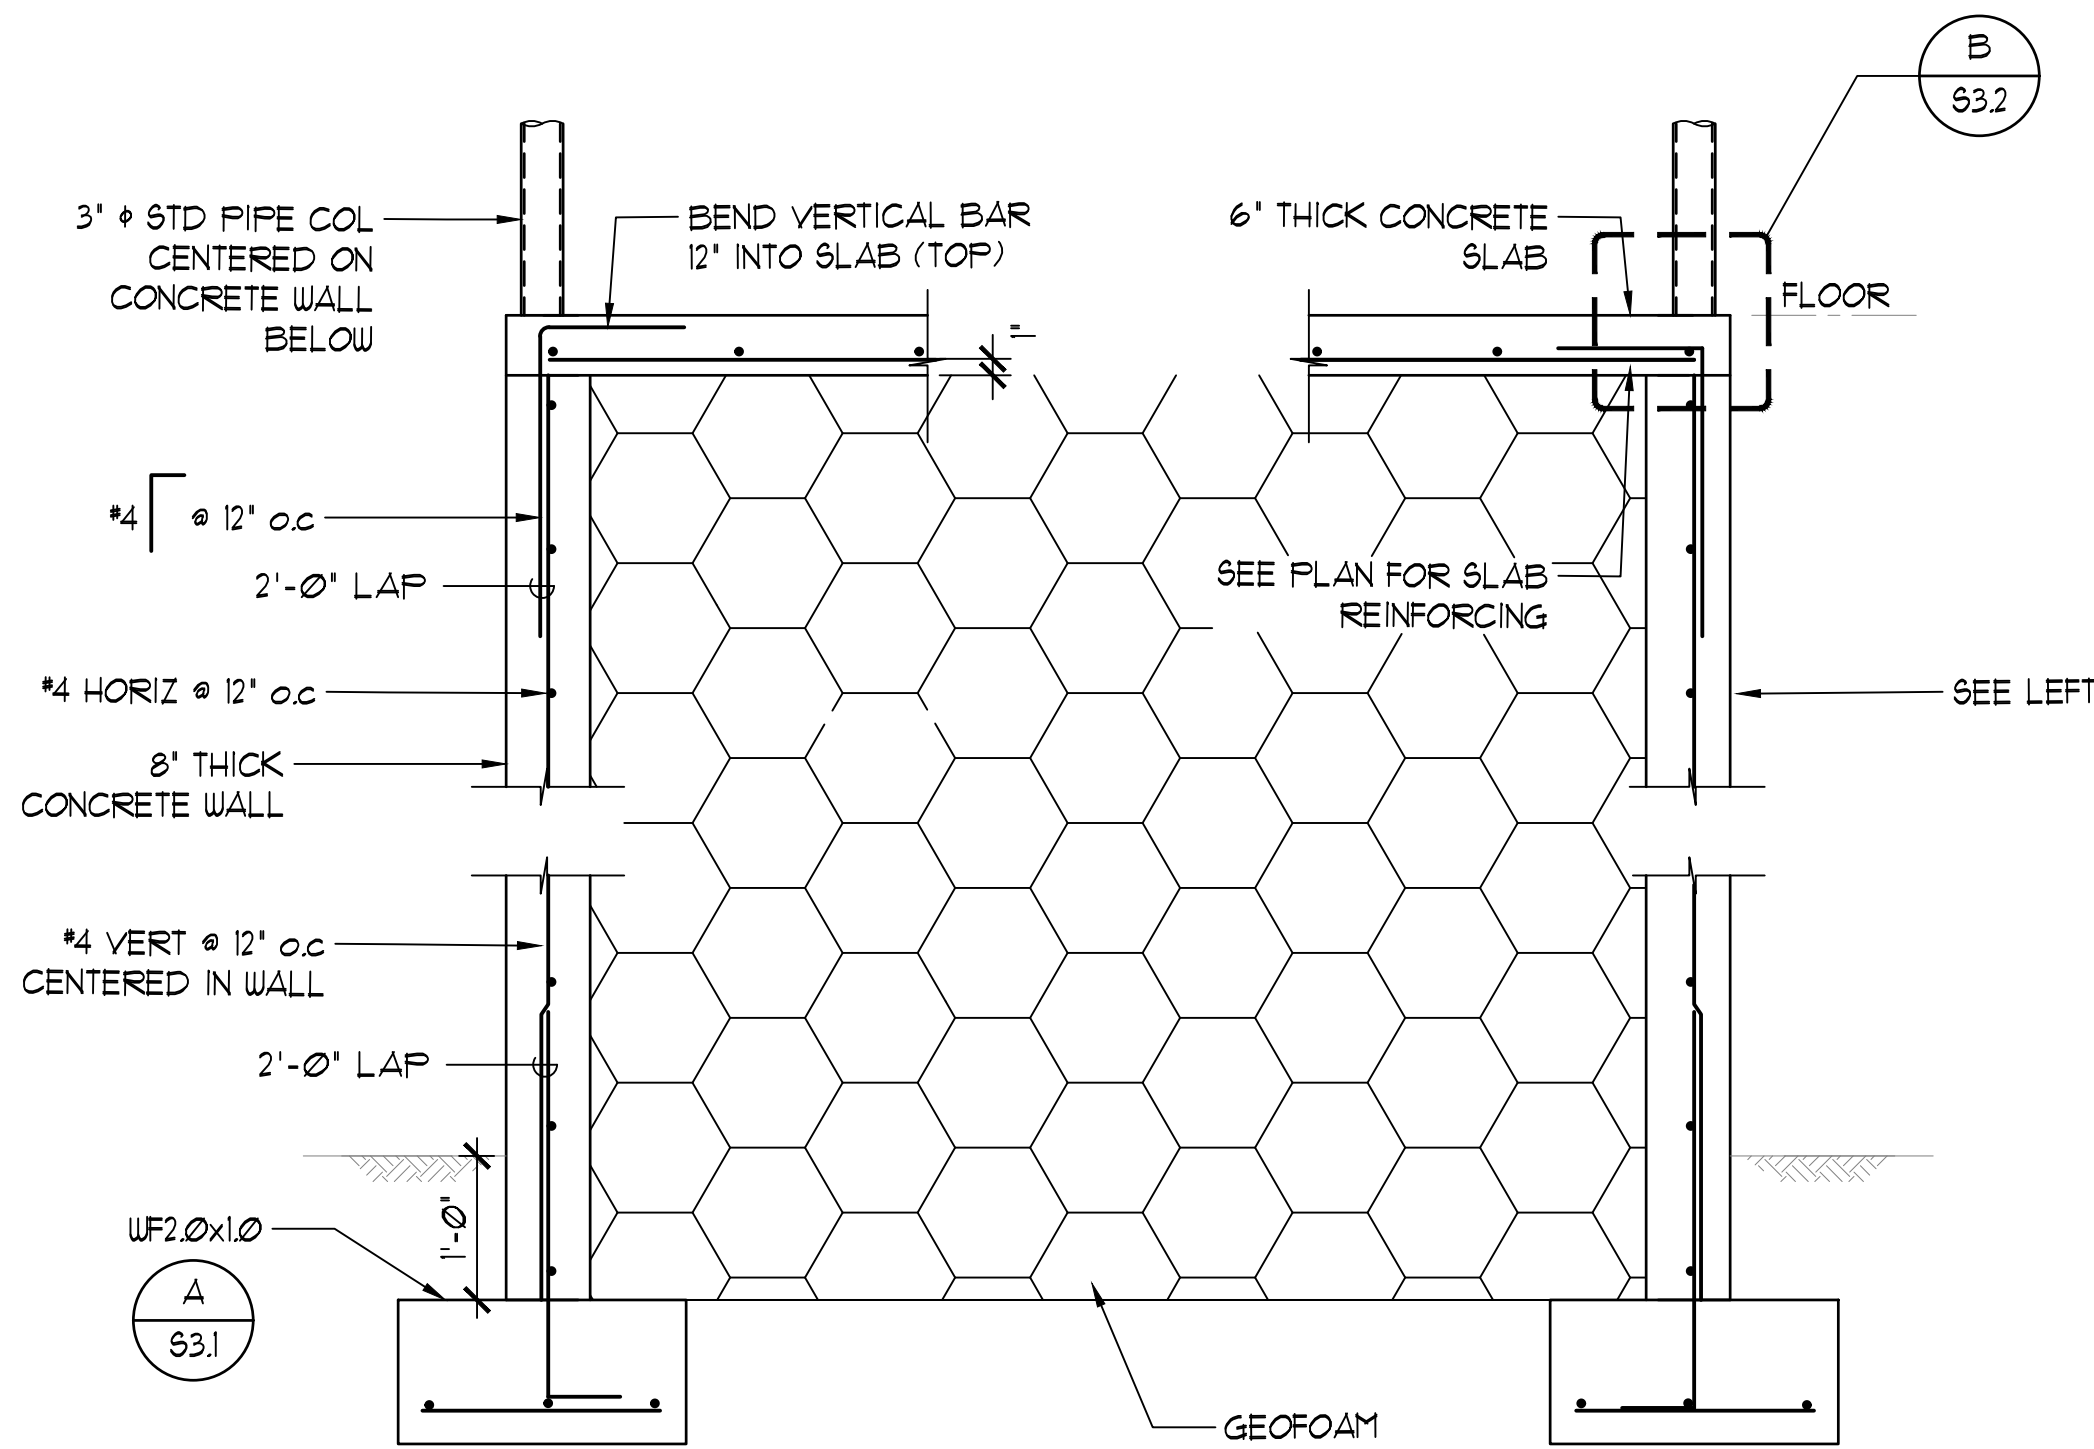 B
S3.2
3" Φ STD PIPE COL
CENTERED ON
CONCRETE WALL
BELOW
BEND VERTICAL BAR
12" INTO SLAB (TOP)
6" THICK CONCRETE
SLAB
FLOOR
1"
#4 @ 12" O.C
2'-0" LAP
SEE PLAN FOR SLAB
REINFORCING
#4 HORIZ @ 12" O.C
SEE LEFT
8" THICK
CONCRETE WALL
#4 VERT @ 12" O.C
CENTERED IN WALL
2'-0" LAP
1'-0"
WF2.0x1.0
A
S3.1
GEOFOAM